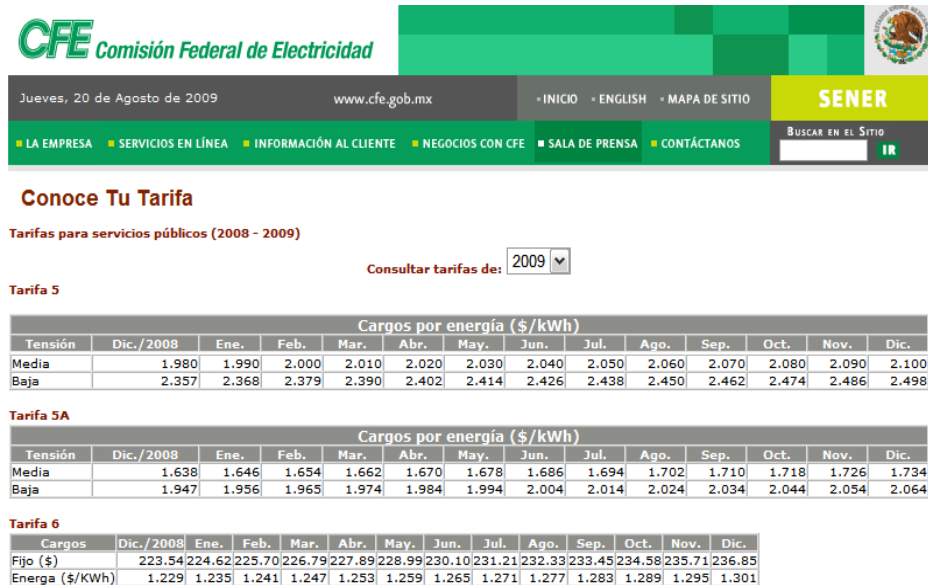 CFE Comisión Federal de Electricidad
Jueves, 20 de Agosto de 2009 www.cfe.gob.mx INICIO ENGLISH MAPA DE SITIO SENER
LA EMPRESA SERVICIOS EN LÍNEA INFORMACIÓN AL CLIENTE NEGOCIOS CON CFE SALA DE PRENSA CONTÁCTANOS BUSCAR EN EL SITIO
IR
Conoce Tu Tarifa
Tarifas para servicios públicos (2008 - 2009)
Consultar tarifas de: 2009
Tarifa 5
Cargos por energía ($/kWh)
Tensión Dic./2008 Ene. Feb. Mar. Abr. May. Jun. Jul. Ago. Sep. Oct. Nov. Dic.
Media 1.980 1.990 2.000 2.010 2.020 2.030 2.040 2.050 2.060 2.070 2.080 2.090 2.100
Baja 2.357 2.368 2.379 2.390 2.402 2.414 2.426 2.438 2.450 2.462 2.474 2.486 2.498
Tarifa 5A
Cargos por energía ($/kWh)
Tensión Dic./2008 Ene. Feb. Mar. Abr. May. Jun. Jul. Ago. Sep. Oct. Nov. Dic.
Media 1.638 1.646 1.654 1.662 1.670 1.678 1.686 1.694 1.702 1.710 1.718 1.726 1.734
Baja 1.947 1.956 1.965 1.974 1.984 1.994 2.004 2.014 2.024 2.034 2.044 2.054 2.064
Tarifa 6
Cargos Dic./2008 Ene. Feb. Mar. Abr. May. Jun. Jul. Ago. Sep. Oct. Nov. Dic.
Fijo ($) 223.54 224.62 225.70 226.79 227.89 228.99 230.10 231.21 232.33 233.45 234.58 235.71 236.85
Energa ($/KWh) 1.229 1.235 1.241 1.247 1.253 1.259 1.265 1.271 1.277 1.283 1.289 1.295 1.301